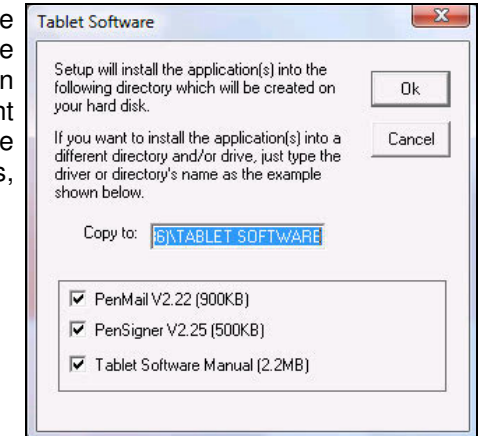 e
e
n
nt
e
s,
Tablet Software
Setup will install the application(s) into the
following directory which will be created on
your hard disk.
Ok
If you want to install the application(s) into a
different directory and/or drive, just type the
driver or directory's name as the example
shown below.
Cancel
Copy to: 6)\TABLET SOFTWARE
PenMail V2.22 (900KB)
PenSigner V2.25 (500KB)
Tablet Software Manual (2.2MB)